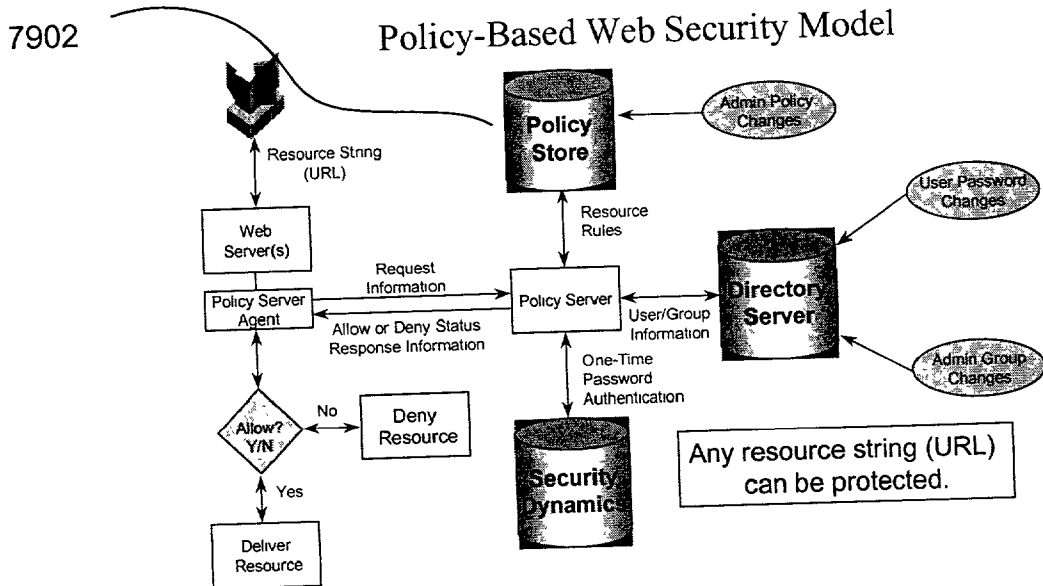 7902
Policy-Based Web Security Model
Resource String
(URL)
Policy
Store
Admin Policy
Changes
User Password
Changes
Web
Server(s)
Resource
Rules
Request
Information
Policy Server
Agent
Policy Server
Directory
Server
Allow or Deny Status
Response Information
User/Group
Information
One-Time
Password
Authentication
Admin Group
Changes
Allow?
Y/N
No
Deny
Resource
Yes
Security
Dynamics
Any resource string (URL)
can be protected.
Deliver
Resource